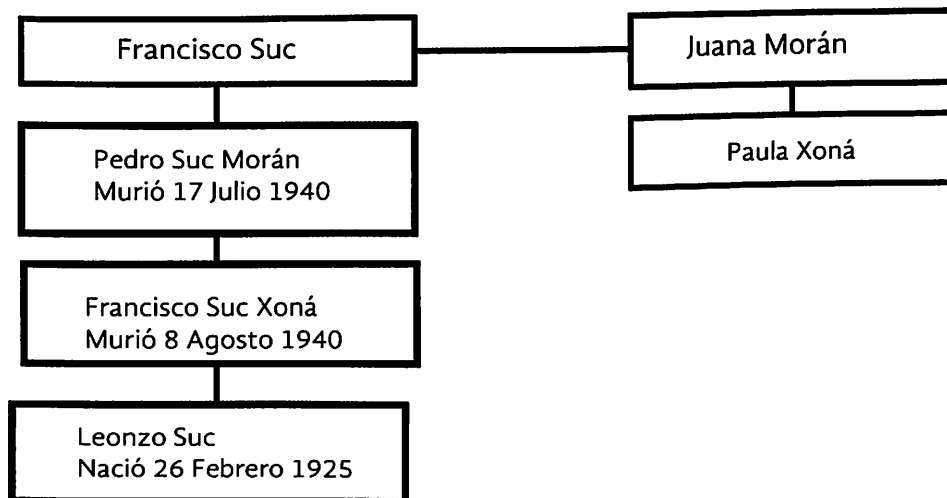 Francisco Suc
Juana Morán
Pedro Suc Morán
Murió 17 Julio 1940
Paula Xoná
Francisco Suc Xoná
Murió 8 Agosto 1940
Leonzo Suc
Nació 26 Febrero 1925